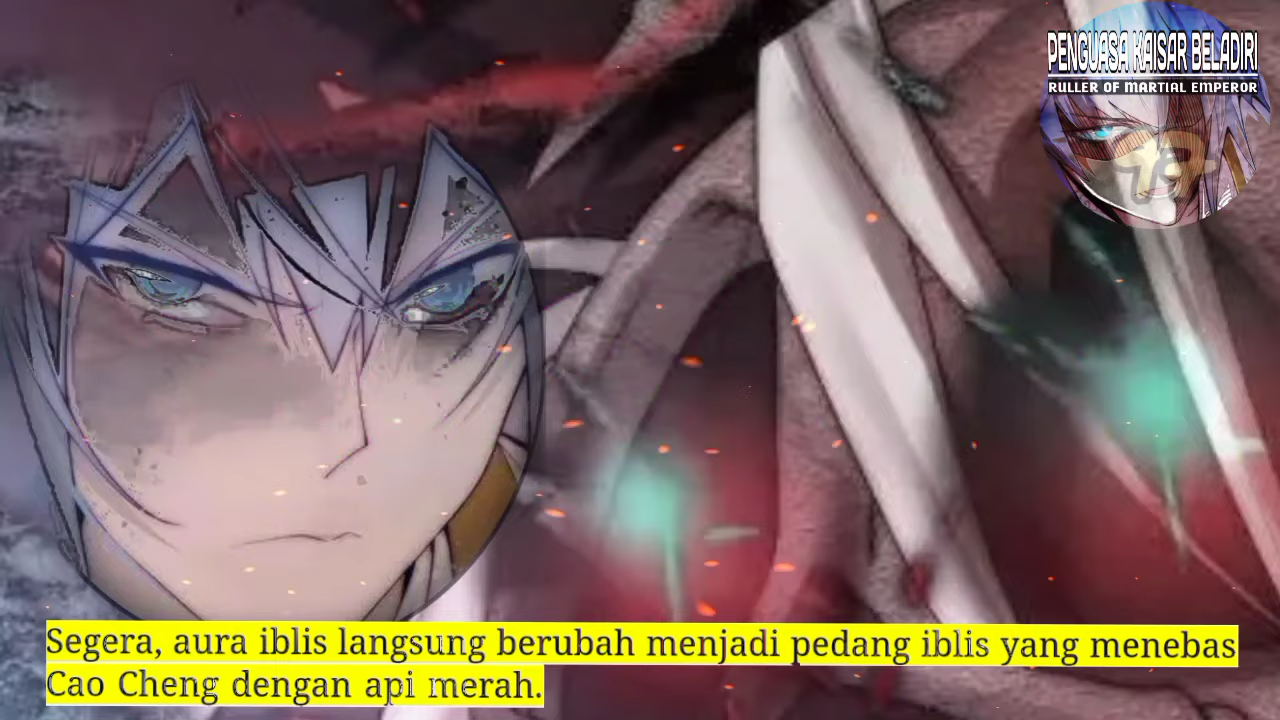 PENGUASA KAISAR BELADIRI
RULLER OF MARTIAL EMPEROR
Segera, aura iblis langsung berubah menjadi pedang iblis yang menebas
Cao Cheng dengan api merah.